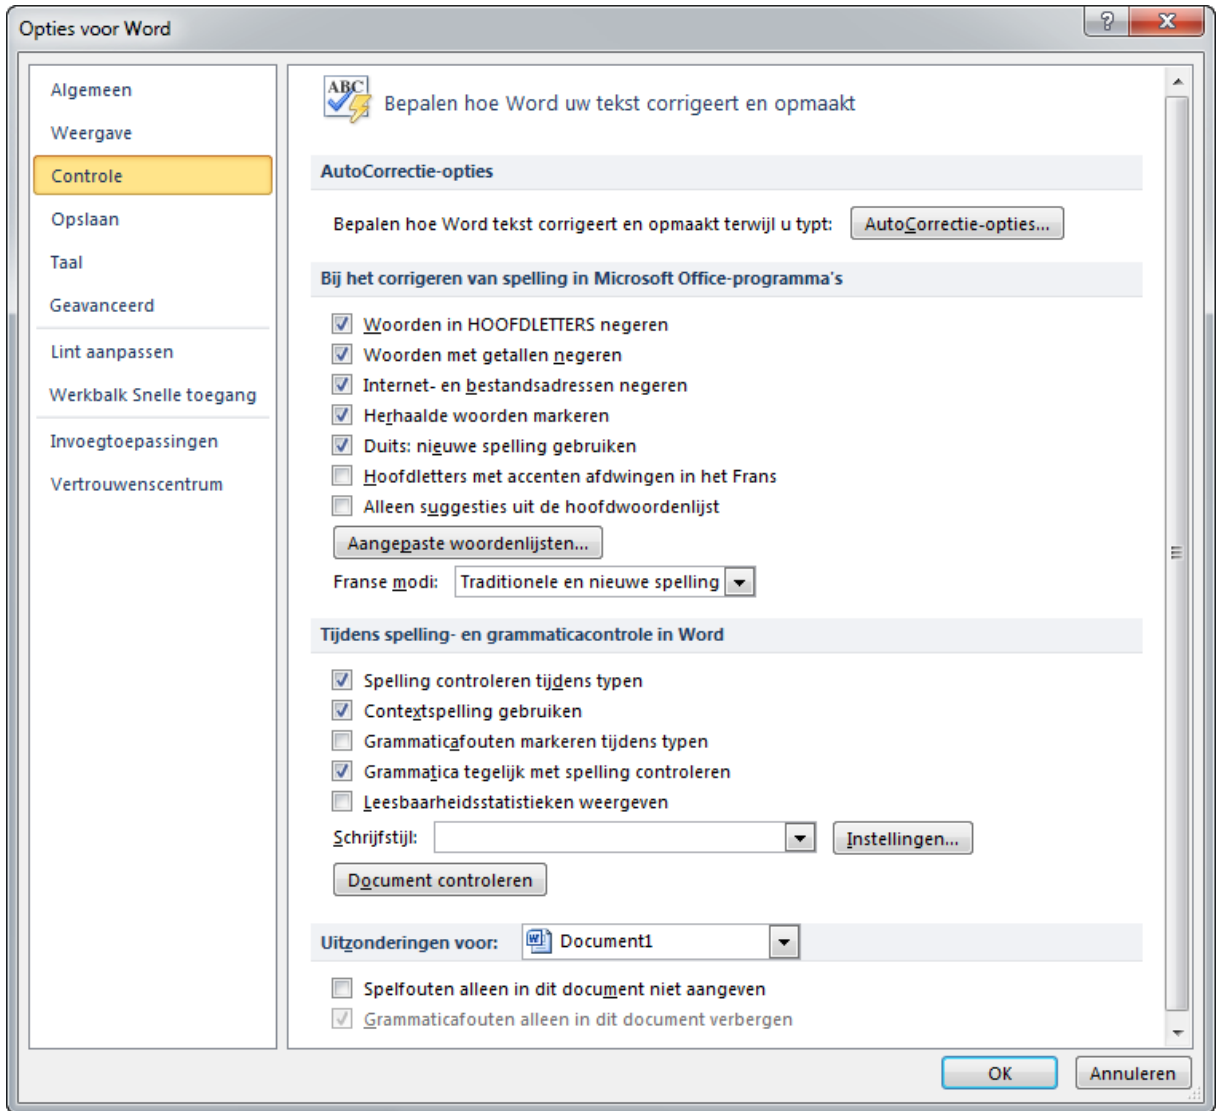 Opties voor Word
Algemeen
Weergave
Controle
Opslaan
Taal
Geavanceerd
Lint aanpassen
Werkbalk Snelle toegang
Invoegtoepassingen
Vertrouwenscentrum
ABC
Bepalen hoe Word uw tekst corrigeert en opmaakt
AutoCorrectie-opties
Bepalen hoe Word tekst corrigeert en opmaakt terwijl u typt: AutoCorrectie-opties...
Bij het corrigeren van spelling in Microsoft Office-programma's
Woorden in HOOFDLETTERS negeren
Woorden met getallen negeren
Internet- en bestandsadressen negeren
Herhaalde woorden markeren
Duits: nieuwe spelling gebruiken
Hoofdletters met accenten afdwingen in het Frans
Alleen suggesties uit de hoofdwoordenlijst
Aangepaste woordenlijsten...
Franse modi: Traditionele en nieuwe spelling
Tijdens spelling- en grammaticacontrole in Word
Spelling controleren tijdens typen
Contextspelling gebruiken
Grammaticafouten markeren tijdens typen
Grammatica tegelijk met spelling controleren
Leesbaarheidsstatistieken weergeven
Schrijfstijl: Instellingen...
Document controleren
Uitzonderingen voor: Document1
Spelfouten alleen in dit document niet aangeven
Grammaticafouten alleen in dit document verbergen
OK Annuleren